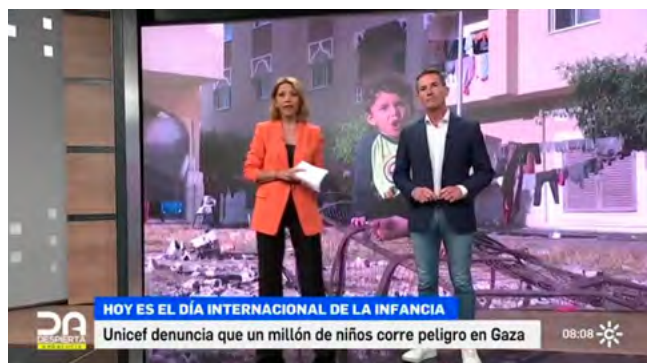 HOY ES EL DÍA INTERNACIONAL DE LA INFANCIA
Unicef denuncia que un millón de niños corre peligro en Gaza
DA
DESPIERTA
ANDALUCÍA
08:08